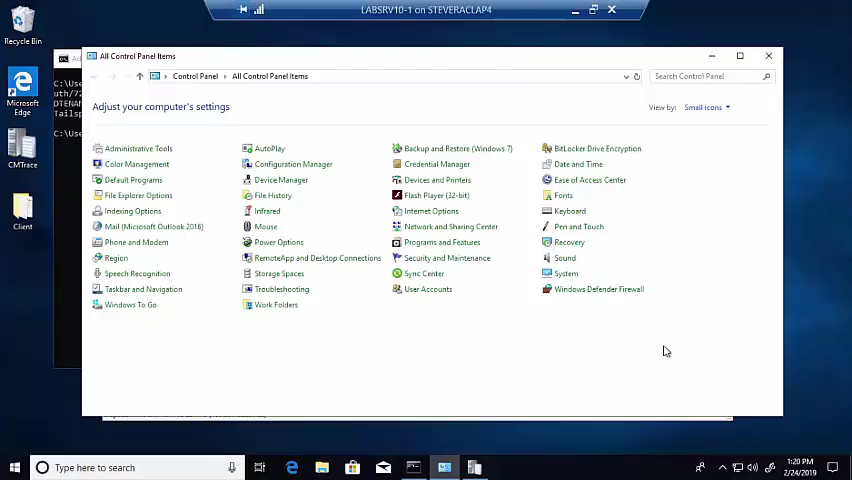 LABSRV10-1 on STEVERACLAP4
Recycle Bin
Microsoft
Edge
CMTrace
Client
All Control Panel Items
Control Panel
All Control Panel Items
Search Control Panel
Adjust your computer's settings
View by:
Small icons
Administrative Tools
AutoPlay
Backup and Restore (Windows 7)
BitLocker Drive Encryption
Color Management
Configuration Manager
Credential Manager
Date and Time
Default Programs
Device Manager
Devices and Printers
Ease of Access Center
File Explorer Options
File History
Flash Player (32-bit)
Fonts
Indexing Options
Infrared
Internet Options
Keyboard
Mail (Microsoft Outlook 2016)
Mouse
Network and Sharing Center
Pen and Touch
Phone and Modem
Power Options
Programs and Features
Recovery
Region
RemoteApp and Desktop Connections
Security and Maintenance
Sound
Speech Recognition
Storage Spaces
Sync Center
System
Taskbar and Navigation
Troubleshooting
User Accounts
Windows Defender Firewall
Windows To Go
Work Folders
C:\Use
uth/72
DTENAN
Tailsp
C:\Use
Type here to search
1:20 PM
2/24/2019